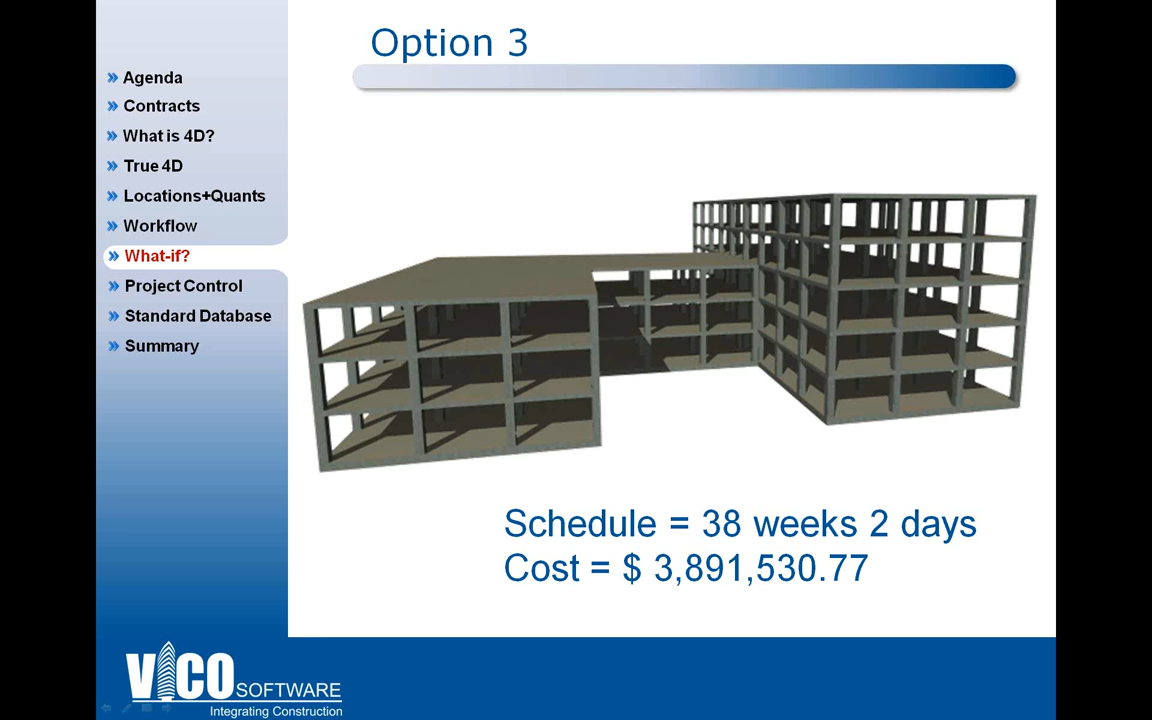 Option 3
Agenda
Contracts
What is 4D?
True 4D
Locations+Quants
Workflow
What-if?
Project Control
Standard Database
Summary
Schedule = 38 weeks 2 days
Cost = $ 3,891,530.77
VICO SOFTWARE
Integrating Construction